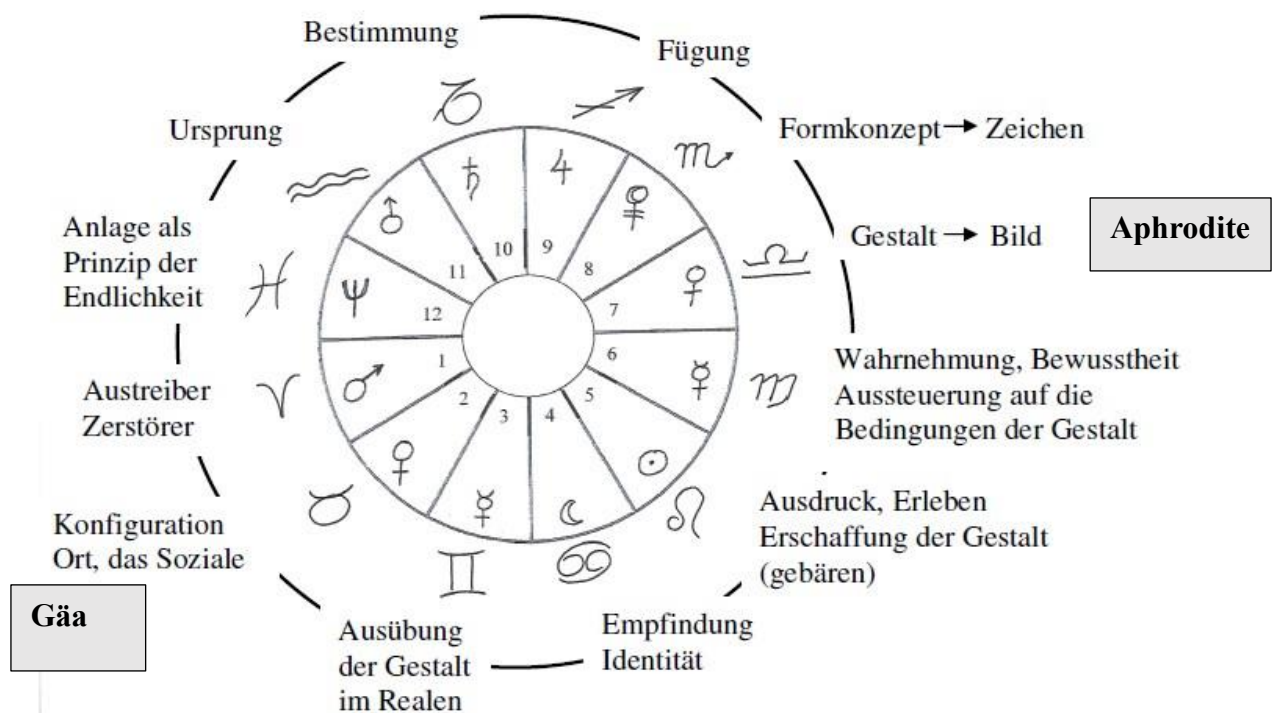 Bestimmung
Fügung
Ursprung
Formkonzept → Zeichen
Anlage als
Prinzip der
Endlichkeit
Gestalt → Bild
Aphrodite
10
9
11
8
12
7
1
6
2
3
4
5
Austreiber
Zerstörer
Wahrnehmung, Bewusstheit
Aussteuerung auf die
Bedingungen der Gestalt
Konfiguration
Ort, das Soziale
Ausdruck, Erleben
Erschaffung der Gestalt
(gebären)
Gäa
Ausübung
der Gestalt
im Realen
Empfindung
Identität